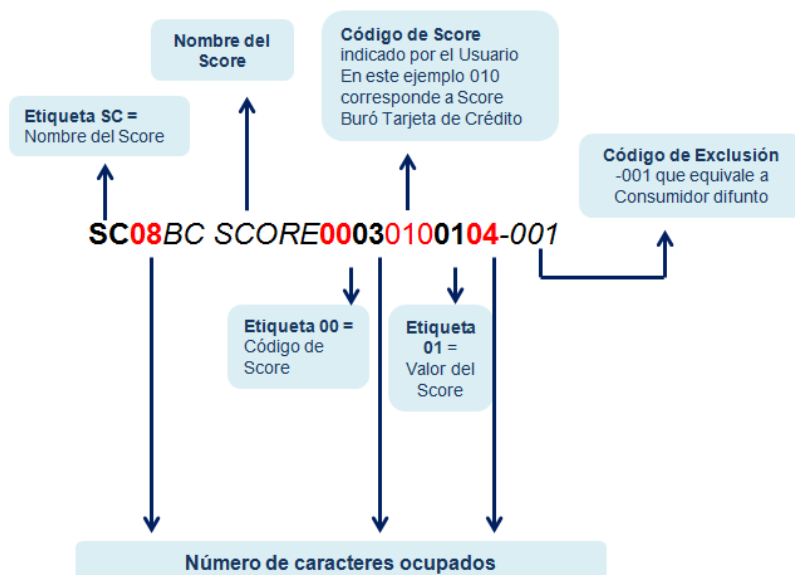 Nombre del
Score
Código de Score
indicado por el Usuario
En este ejemplo 010
corresponde a Score
Buró Tarjeta de Crédito
Etiqueta SC =
Nombre del Score
Código de Exclusión
-001 que equivale a
Consumidor difunto
SC08BC SCORE00030100104-001
Etiqueta 00 =
Código de
Score
Etiqueta
01 =
Valor del
Score
Número de caracteres ocupados